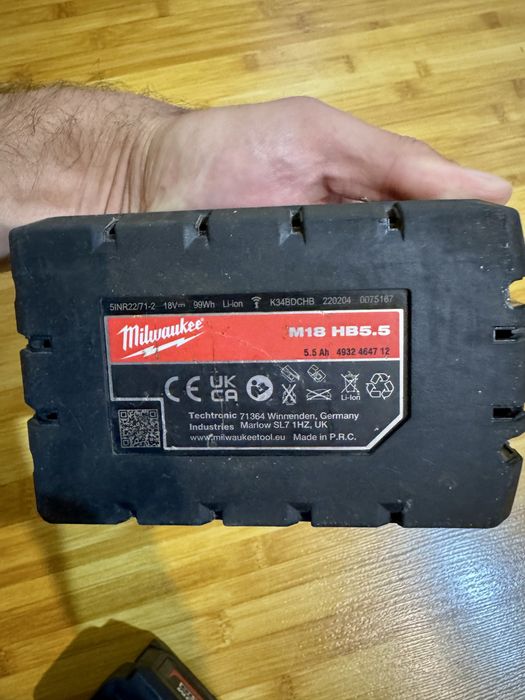 5INR22/71-2 18V 99Wh Li-ion K34BDCHB 220204 0075167
Milwaukee
M18 HB5.5
5.5 Ah 4932 4647 12
CE UK CA
Li-ion
Techtronic 71364 Winnenden, Germany
Industries Marlow SL7 1HZ, UK
www.milwaukeetool.eu Made in P.R.C.